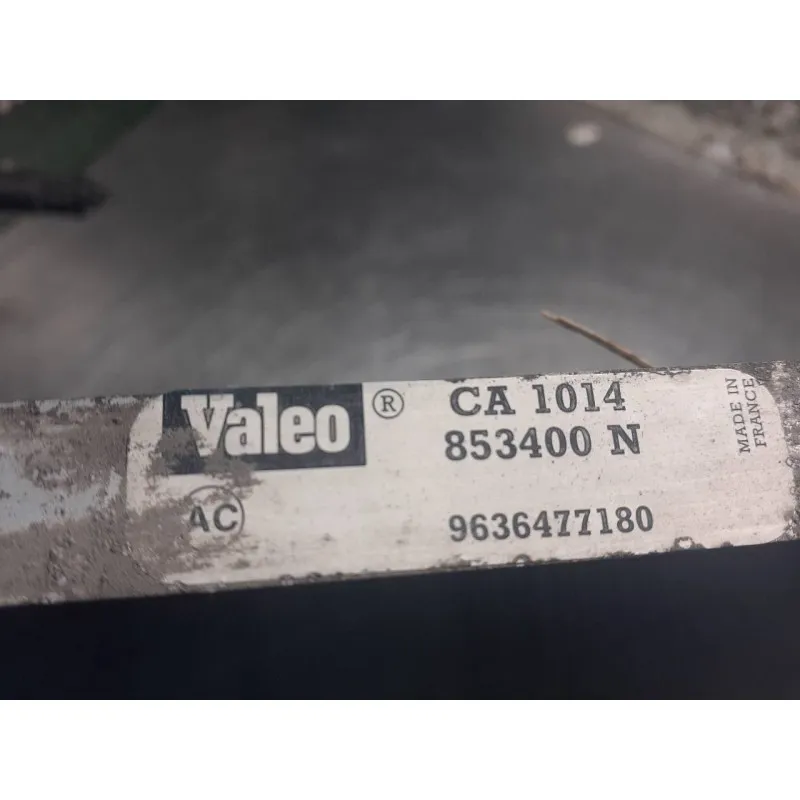 Valeo ® CA 1014
853400 N
AC 9636477180
MADE IN
FRANCE